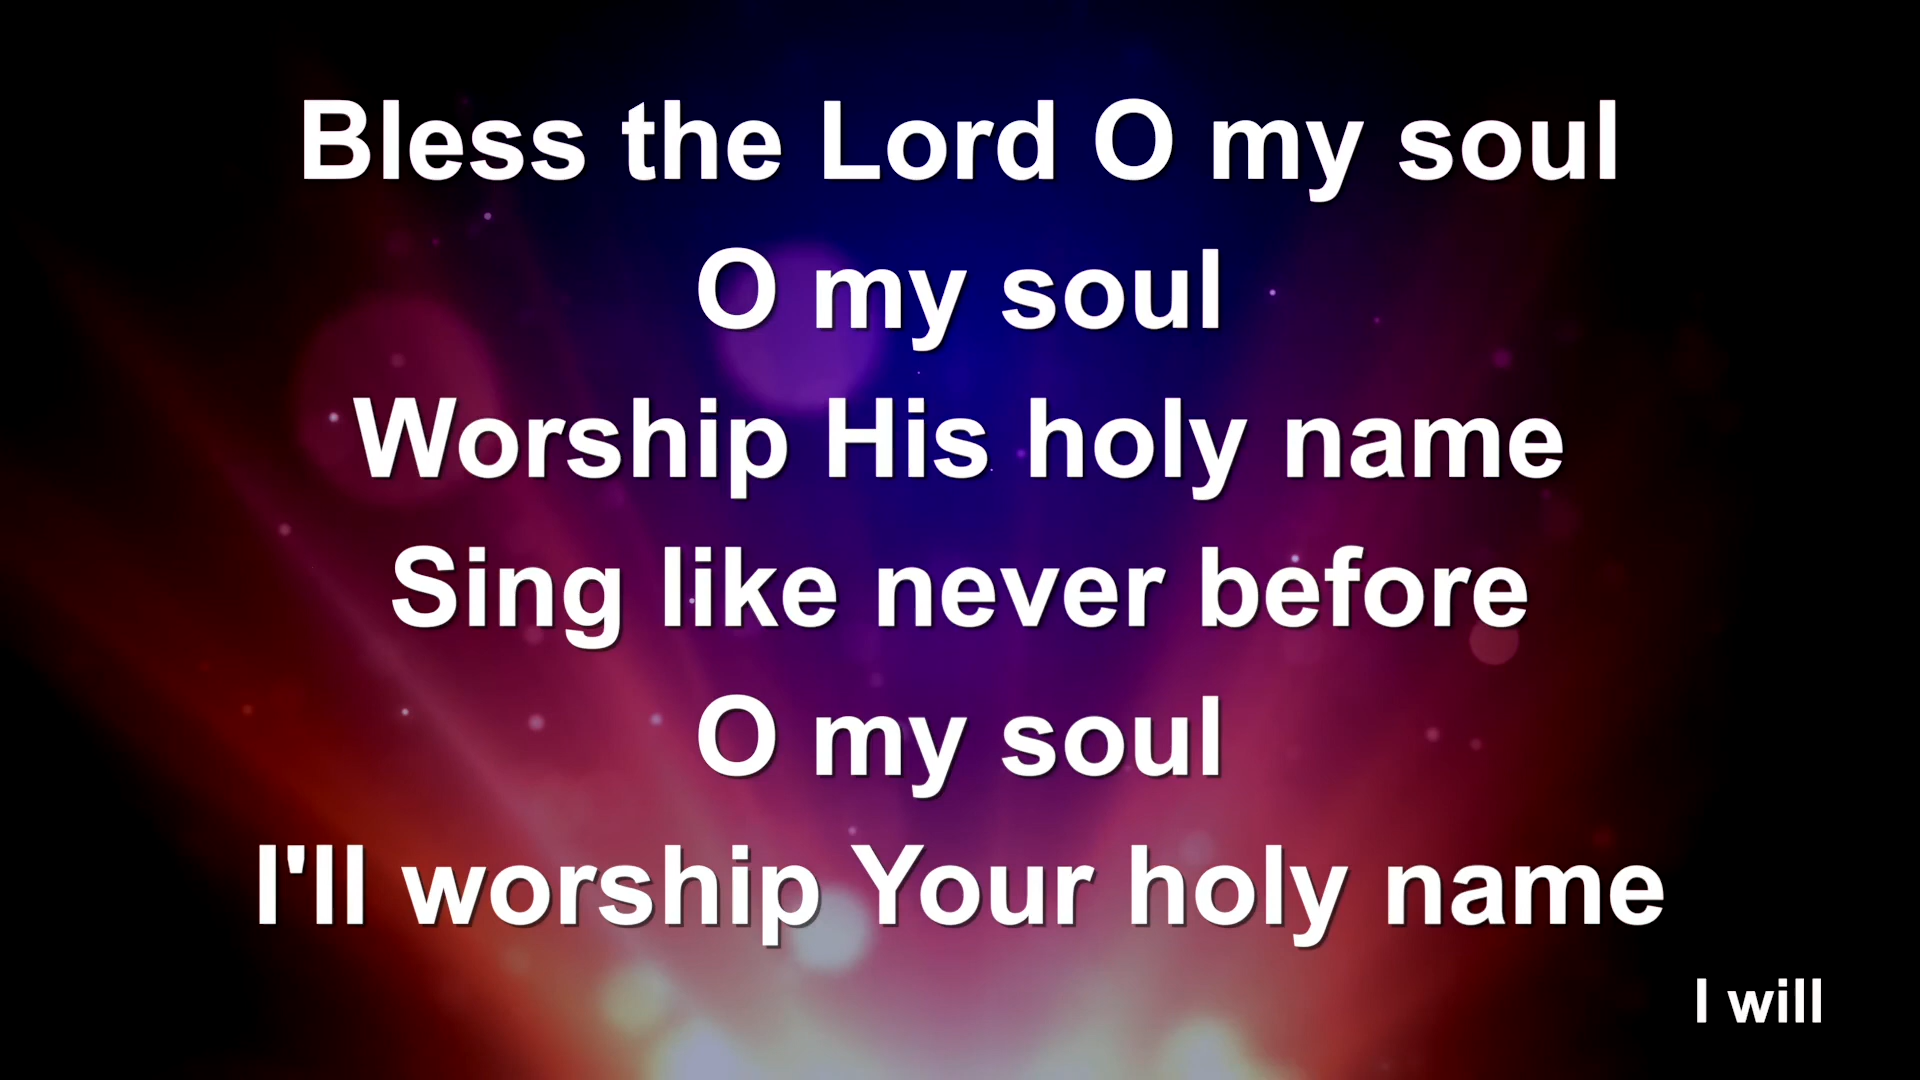 Bless the Lord O my soul
O my soul
Worship His holy name
Sing like never before
O my soul
I'll worship Your holy name
I will